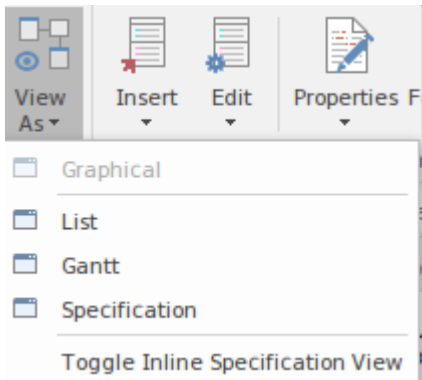 View
As
Insert
Edit
Properties
Graphical
List
Gantt
Specification
Toggle Inline Specification View